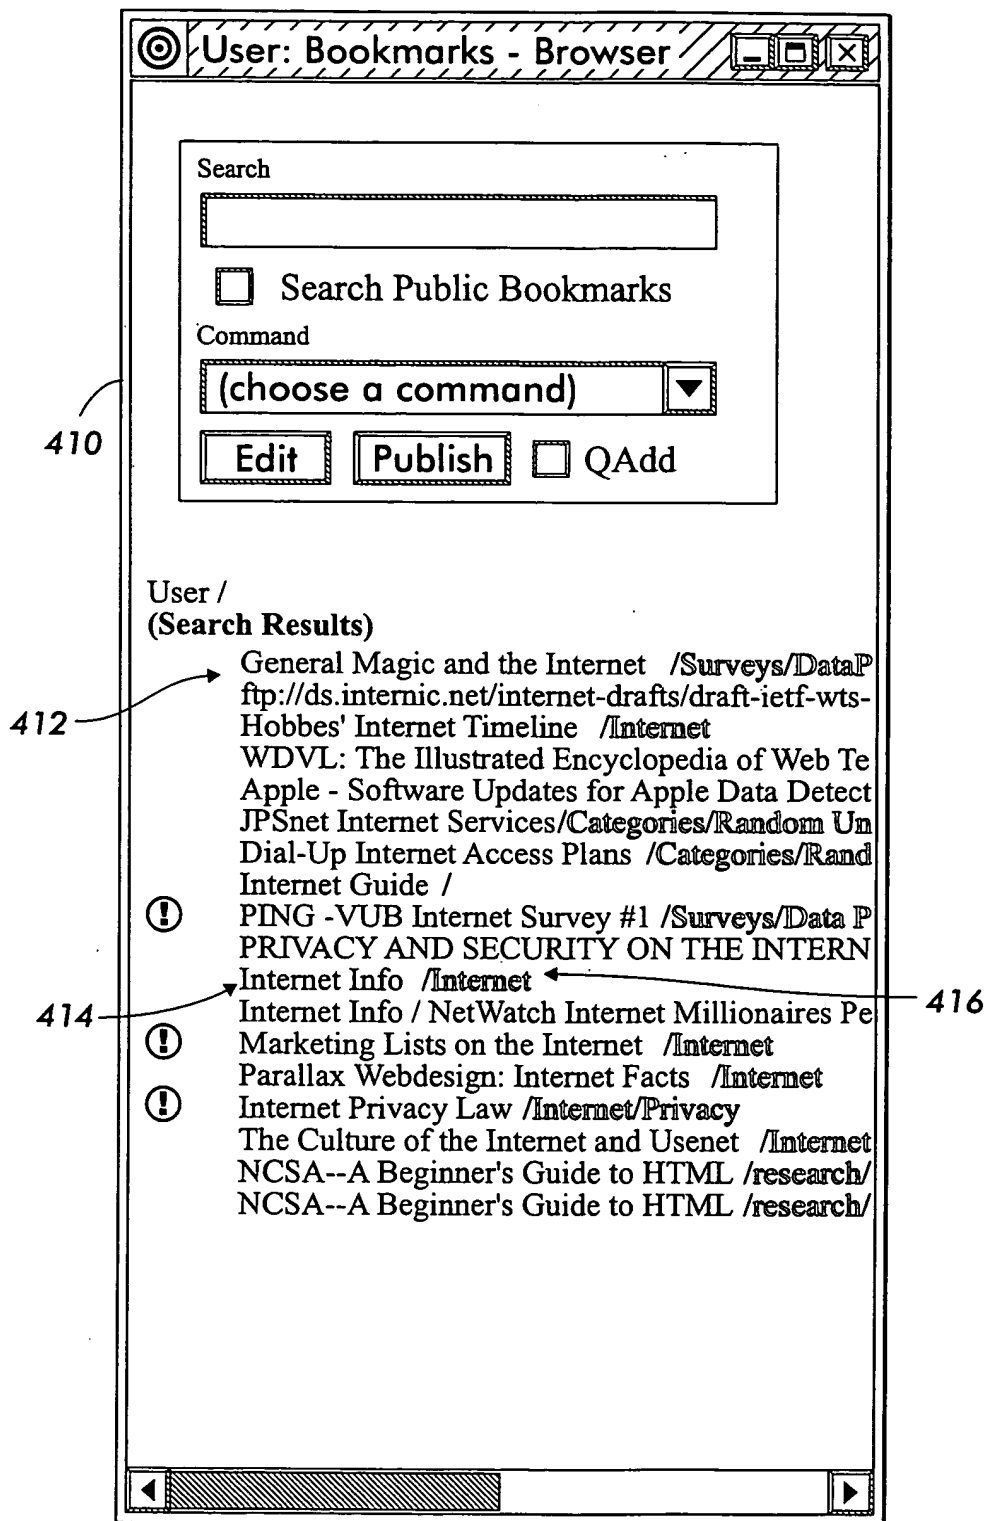 User: Bookmarks - Browser
Search
Search Public Bookmarks
Command
(choose a command)
410
Edit Publish QAdd
User /
(Search Results)
General Magic and the Internet /Surveys/DataP
ftp://ds.internic.net/internet-drafts/draft-ietf-wts-
412
Hobbes' Internet Timeline /Internet
WDVL: The Illustrated Encyclopedia of Web Te
Apple - Software Updates for Apple Data Detect
JPSnet Internet Services/Categories/Random Un
Dial-Up Internet Access Plans /Categories/Rand
Internet Guide /
PING -VUB Internet Survey #1 /Surveys/Data P
PRIVACY AND SECURITY ON THE INTERN
Internet Info /Internet
416
414
Internet Info / NetWatch Internet Millionaires Pe
Marketing Lists on the Internet /Internet
Parallax Webdesign: Internet Facts /Internet
Internet Privacy Law /Internet/Privacy
The Culture of the Internet and Usenet /Internet
NCSA--A Beginner's Guide to HTML /research/
NCSA--A Beginner's Guide to HTML /research/